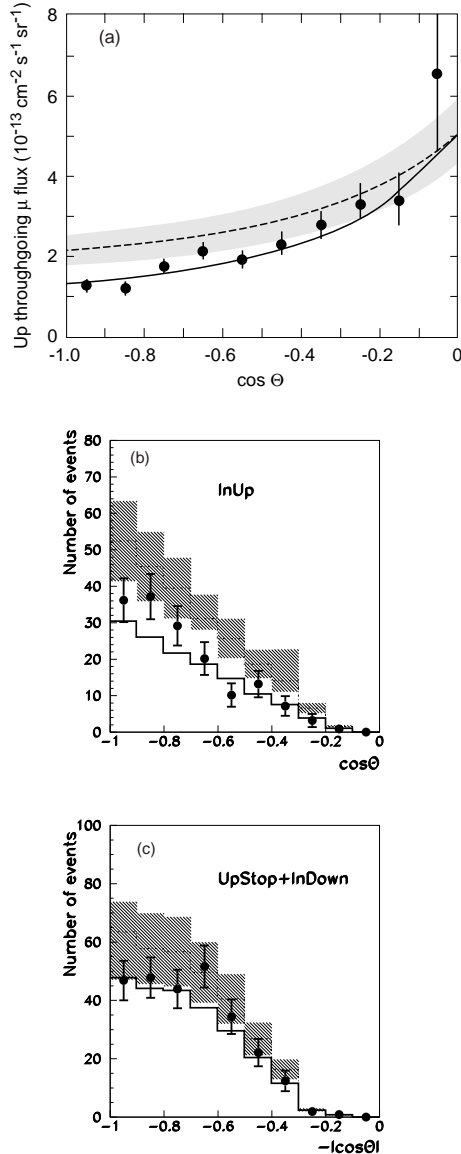 8
(a)
6
4
2
0
Up throughgoing μ flux (10⁻¹³ cm⁻² s⁻¹ sr⁻¹)
-1.0 -0.8 -0.6 -0.4 -0.2 0
cos Θ
80
(b)
70
InUp
60
50
40
30
20
10
0
Number of events
-1 -0.8 -0.6 -0.4 -0.2 0
cosΘ
100
(c)
80
UpStop+InDown
60
40
20
0
Number of events
-1 -0.8 -0.6 -0.4 -0.2 0
-|cosΘ|